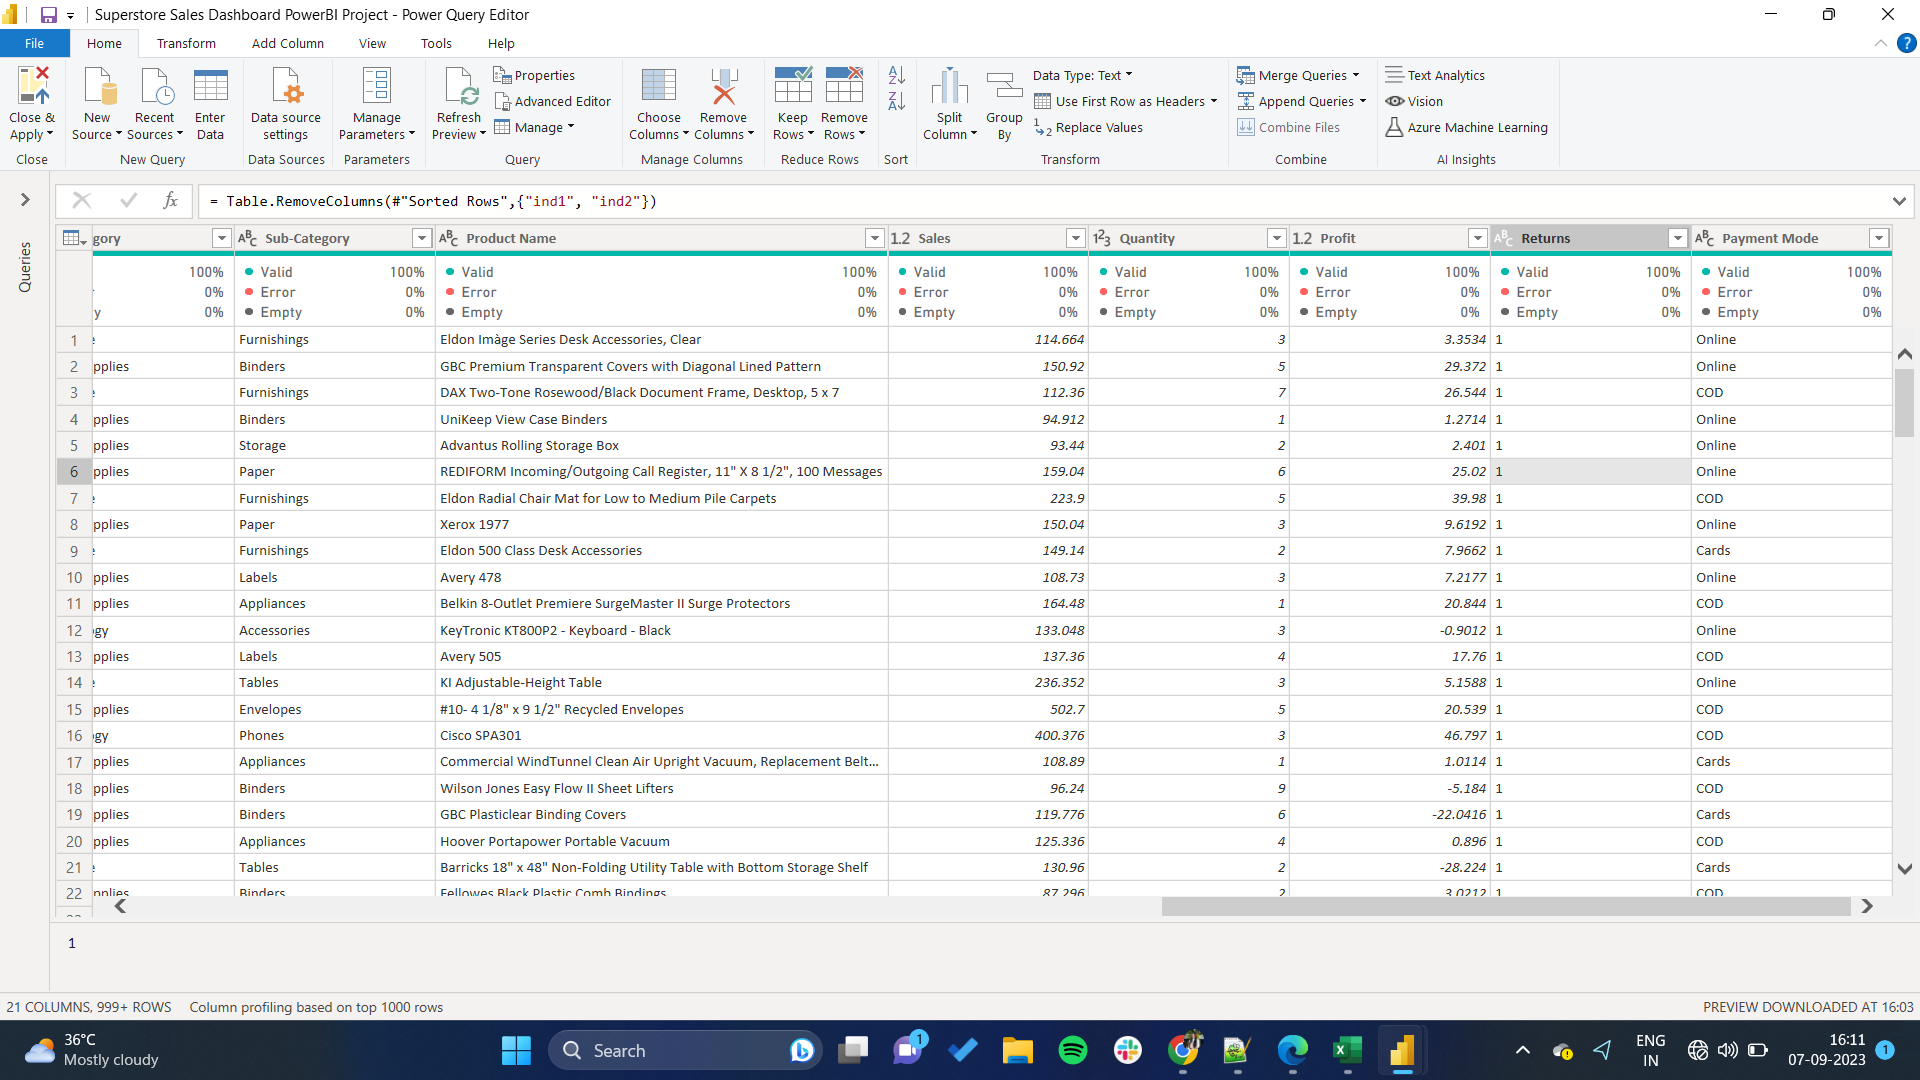 Superstore Sales Dashboard PowerBI Project - Power Query Editor
File Home Transform Add Column View Tools Help
Close & Apply New Source Recent Sources Enter Data Data source settings Manage Parameters Refresh Preview Properties Advanced Editor Manage Choose Columns Remove Columns Keep Rows Remove Rows Split Column Group By Data Type: Text Use First Row as Headers Replace Values Merge Queries Append Queries Combine Files Text Analytics Vision Azure Machine Learning
Close New Query Data Sources Parameters Query Manage Columns Reduce Rows Sort Transform Combine AI Insights
= Table.RemoveColumns(#"Sorted Rows",{"ind1", "ind2"})
Queries
gory Sub-Category Product Name 1.2 Sales Quantity 1.2 Profit Returns Payment Mode
100% Valid 100% Valid 100% Valid 100% Valid 100% Valid 100% Valid 100% Valid 100%
0% Error 0% Error 0% Error 0% Error 0% Error 0% Error 0% Error 0%
y 0% Empty 0% Empty 0% Empty 0% Empty 0% Empty 0% Empty 0% Empty 0%
1 Furnishings Eldon Imàge Series Desk Accessories, Clear 114.664 3 3.3534 1 Online
2 pplies Binders GBC Premium Transparent Covers with Diagonal Lined Pattern 150.92 5 29.372 1 Online
3 Furnishings DAX Two-Tone Rosewood/Black Document Frame, Desktop, 5 x 7 112.36 7 26.544 1 COD
4 pplies Binders UniKeep View Case Binders 94.912 1 1.2714 1 Online
5 pplies Storage Advantus Rolling Storage Box 93.44 2 2.401 1 Online
6 pplies Paper REDIFORM Incoming/Outgoing Call Register, 11" X 8 1/2", 100 Messages 159.04 6 25.02 1 Online
7 Furnishings Eldon Radial Chair Mat for Low to Medium Pile Carpets 223.9 5 39.98 1 COD
8 pplies Paper Xerox 1977 150.04 3 9.6192 1 Online
9 Furnishings Eldon 500 Class Desk Accessories 149.14 2 7.9662 1 Cards
10 pplies Labels Avery 478 108.73 3 7.2177 1 Online
11 pplies Appliances Belkin 8-Outlet Premiere SurgeMaster II Surge Protectors 164.48 1 20.844 1 COD
12 gy Accessories KeyTronic KT800P2 - Keyboard - Black 133.048 3 -0.9012 1 Online
13 pplies Labels Avery 505 137.36 4 17.76 1 COD
14 Tables KI Adjustable-Height Table 236.352 3 5.1588 1 Online
15 pplies Envelopes #10- 4 1/8" x 9 1/2" Recycled Envelopes 502.7 5 20.539 1 COD
16 gy Phones Cisco SPA301 400.376 3 46.797 1 COD
17 pplies Appliances Commercial WindTunnel Clean Air Upright Vacuum, Replacement Belt... 108.89 1 1.0114 1 Cards
18 pplies Binders Wilson Jones Easy Flow II Sheet Lifters 96.24 9 -5.184 1 COD
19 pplies Binders GBC Plasticlear Binding Covers 119.776 6 -22.0416 1 Cards
20 pplies Appliances Hoover Portapower Portable Vacuum 125.336 4 0.896 1 COD
21 Tables Barricks 18" x 48" Non-Folding Utility Table with Bottom Storage Shelf 130.96 2 -28.224 1 Cards
22 pplies Binders Fellowes Black Plastic Comb Bindings 87.296 2 3.0212 1 COD
1
21 COLUMNS, 999+ ROWS Column profiling based on top 1000 rows PREVIEW DOWNLOADED AT 16:03
36°C
Mostly cloudy
Search
1
ENG
IN
16:11
07-09-2023
1